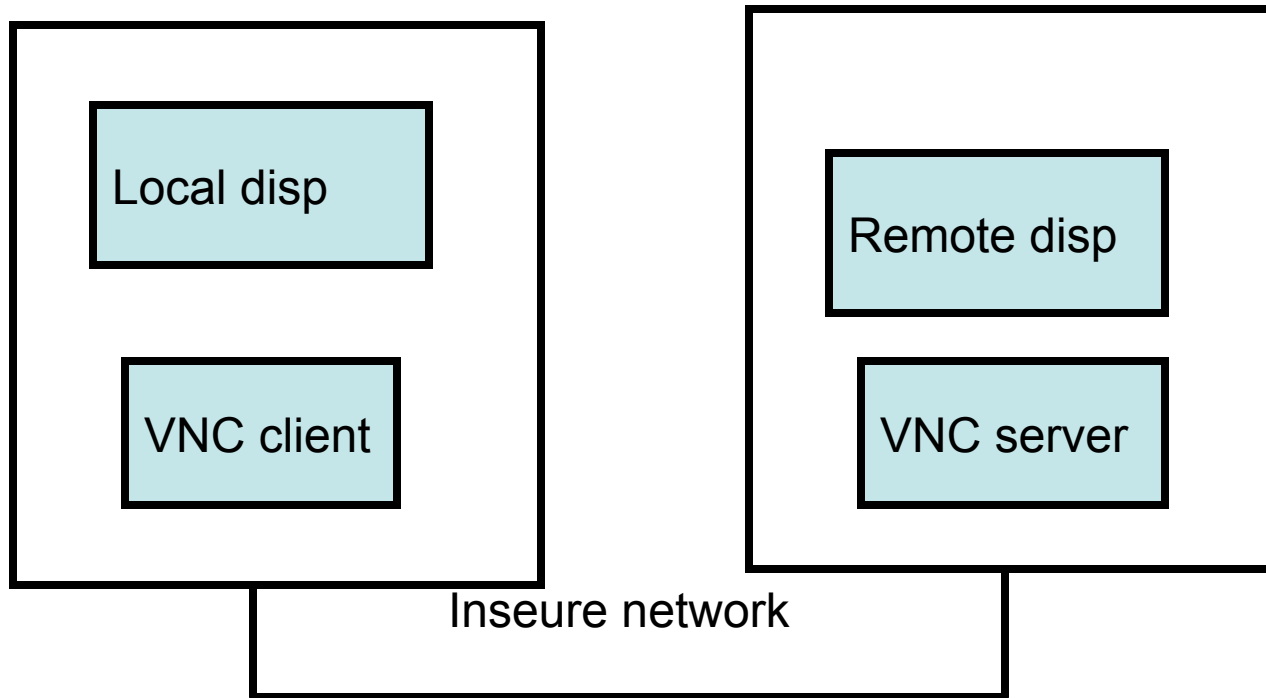 Local disp
Remote disp
VNC client
VNC server
Inseure network